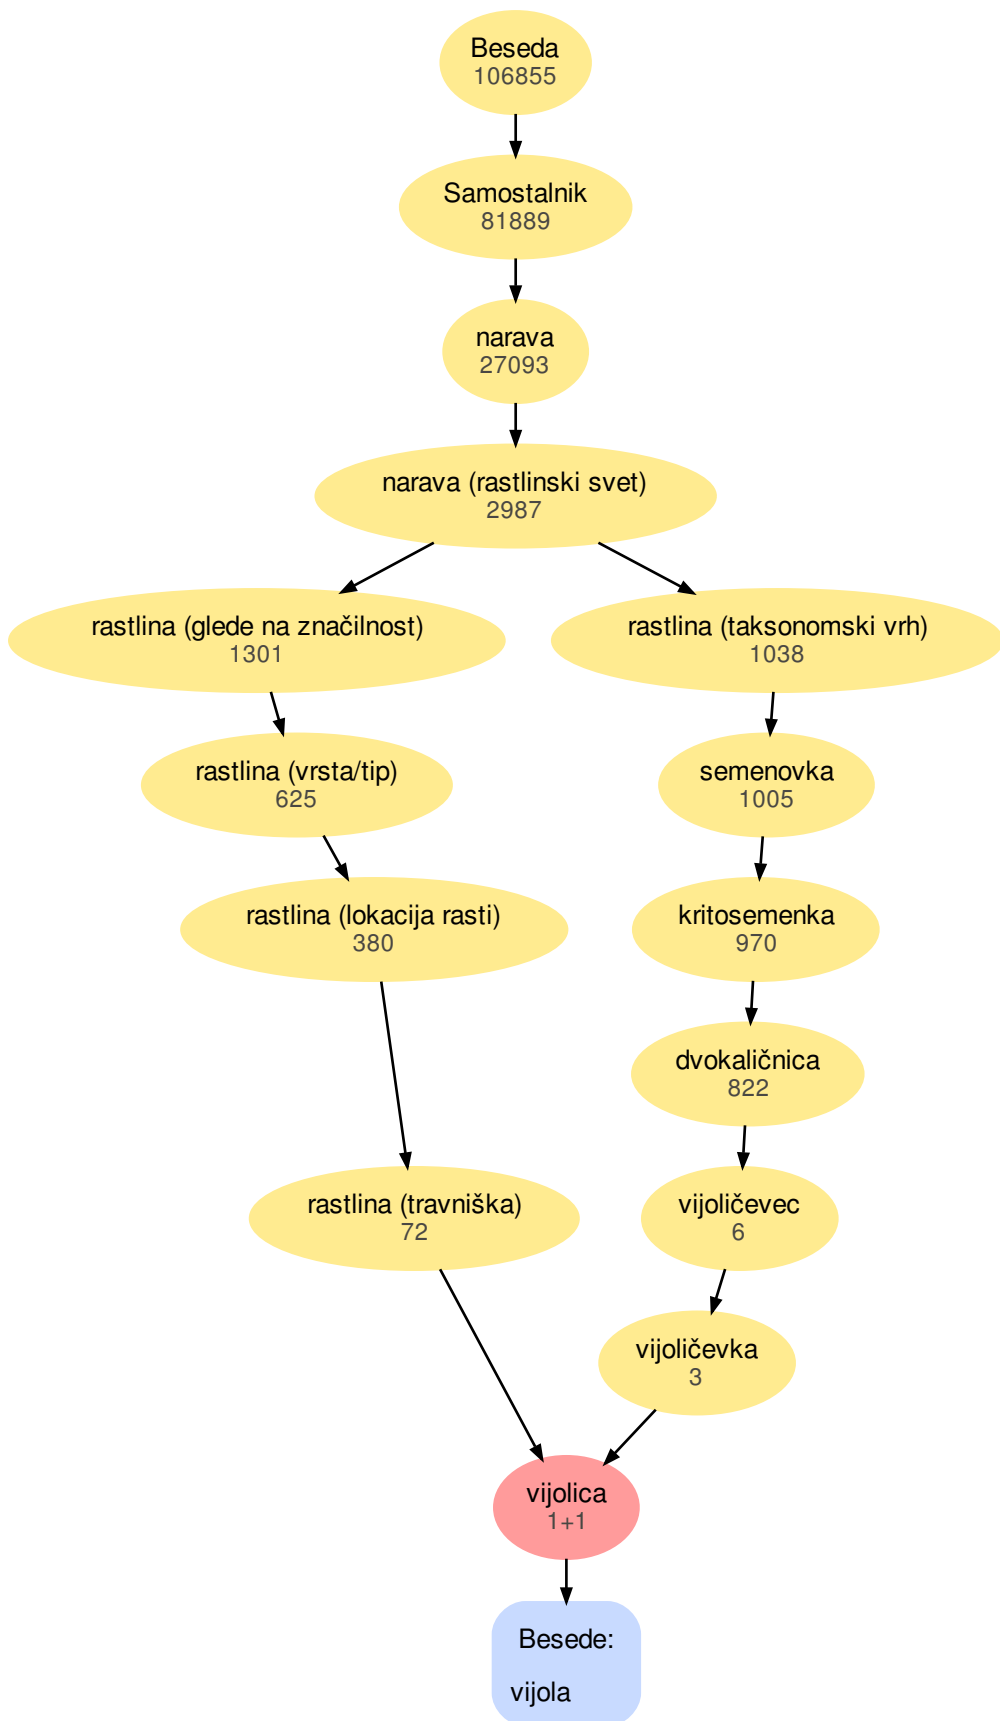 Beseda
106855
Samostalnik
81889
narava
27093
narava (rastlinski svet)
2987
rastlina (glede na značilnost)
1301
rastlina (taksonomski vrh)
1038
rastlina (vrsta/tip)
625
semenovka
1005
rastlina (lokacija rasti)
380
kritosemenka
970
dvokaličnica
822
rastlina (travniška)
72
vijoličevec
6
vijoličevka
3
vijolica
1+1
Besede:
vijola